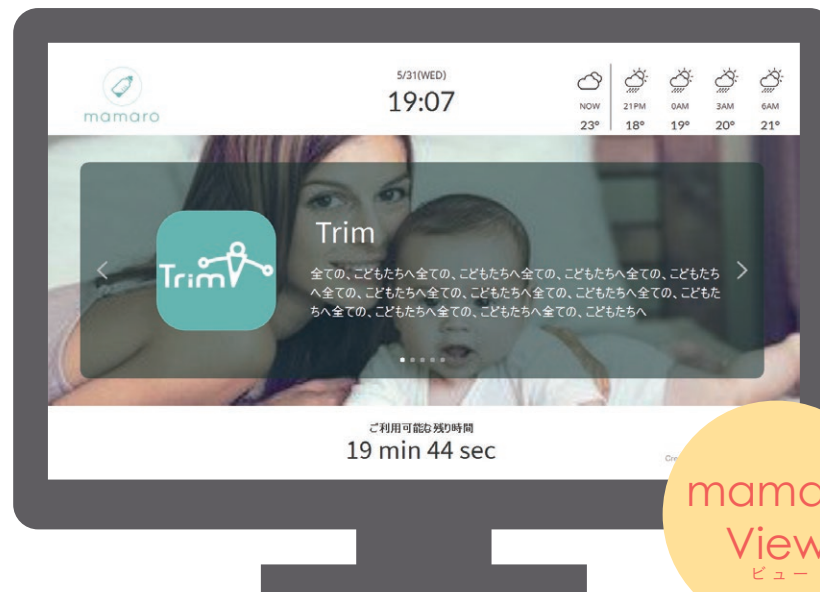 mamaro
5/31(WED)
19:07
NOW 21PM 0AM 3AM 6AM
23° 18° 19° 20° 21°
Trim
Trim
全ての、こどもたちへ全ての、こどもたちへ全ての、こどもたちへ全ての、こどもたち
へ全ての、こどもたちへ全ての、こどもたちへ全ての、こどもたちへ全ての、こどもた
ちへ全ての、こどもたちへ全ての、こどもたちへ全ての、こどもたちへ
ご利用可能な残り時間
19 min 44 sec
Cre
mama
View
ビュー